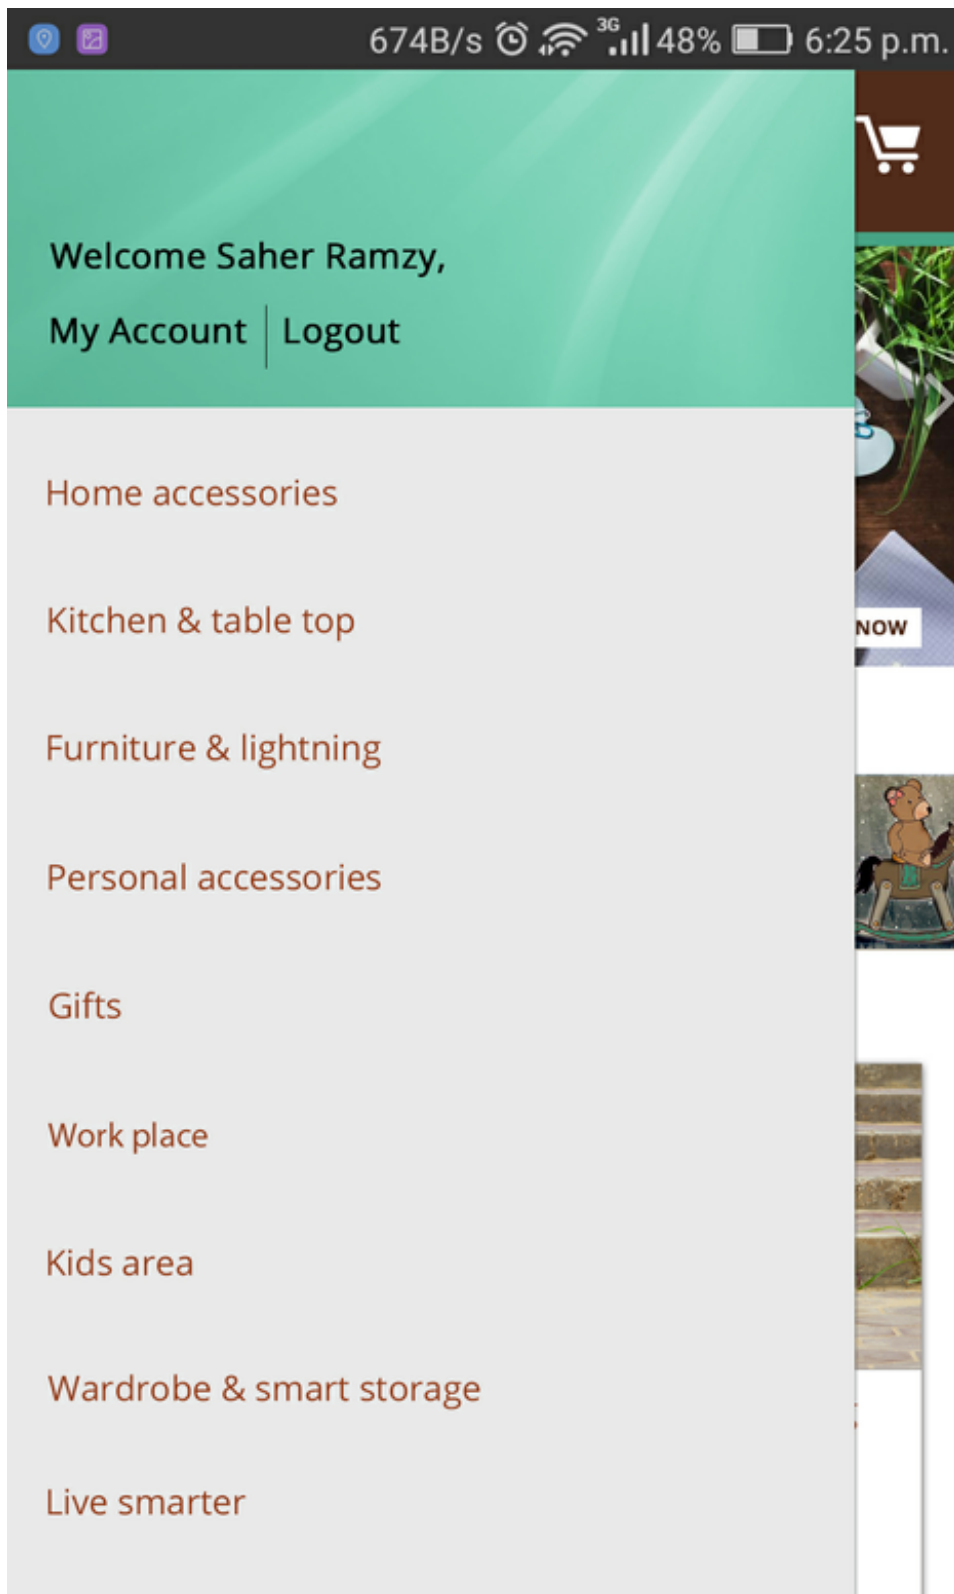 674B/s 3G 48% 6:25 p.m.
Welcome Saher Ramzy,
My Account | Logout
Home accessories
Kitchen & table top
NOW
Furniture & lightning
Personal accessories
Gifts
Work place
Kids area
Wardrobe & smart storage
Live smarter